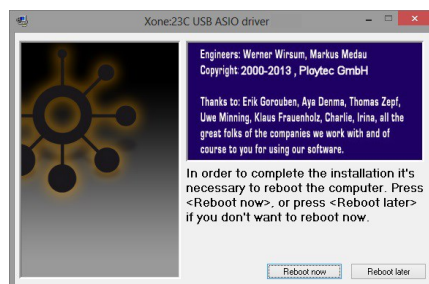 Xone:23C USB ASIO driver
Engineers: Werner Wirsum, Markus Medau
Copyright 2000-2013 , Ploytec GmbH
Thanks to: Erik Gorouben, Aya Denma, Thomas Zepf,
Uwe Minning, Klaus Frauenholz, Charlie, Irina, all the
great folks of the companies we work with and of
course to you for using our software.
In order to complete the installation it's
necessary to reboot the computer. Press
<Reboot now>, or press <Reboot later>
if you don't want to reboot now.
Reboot now
Reboot later